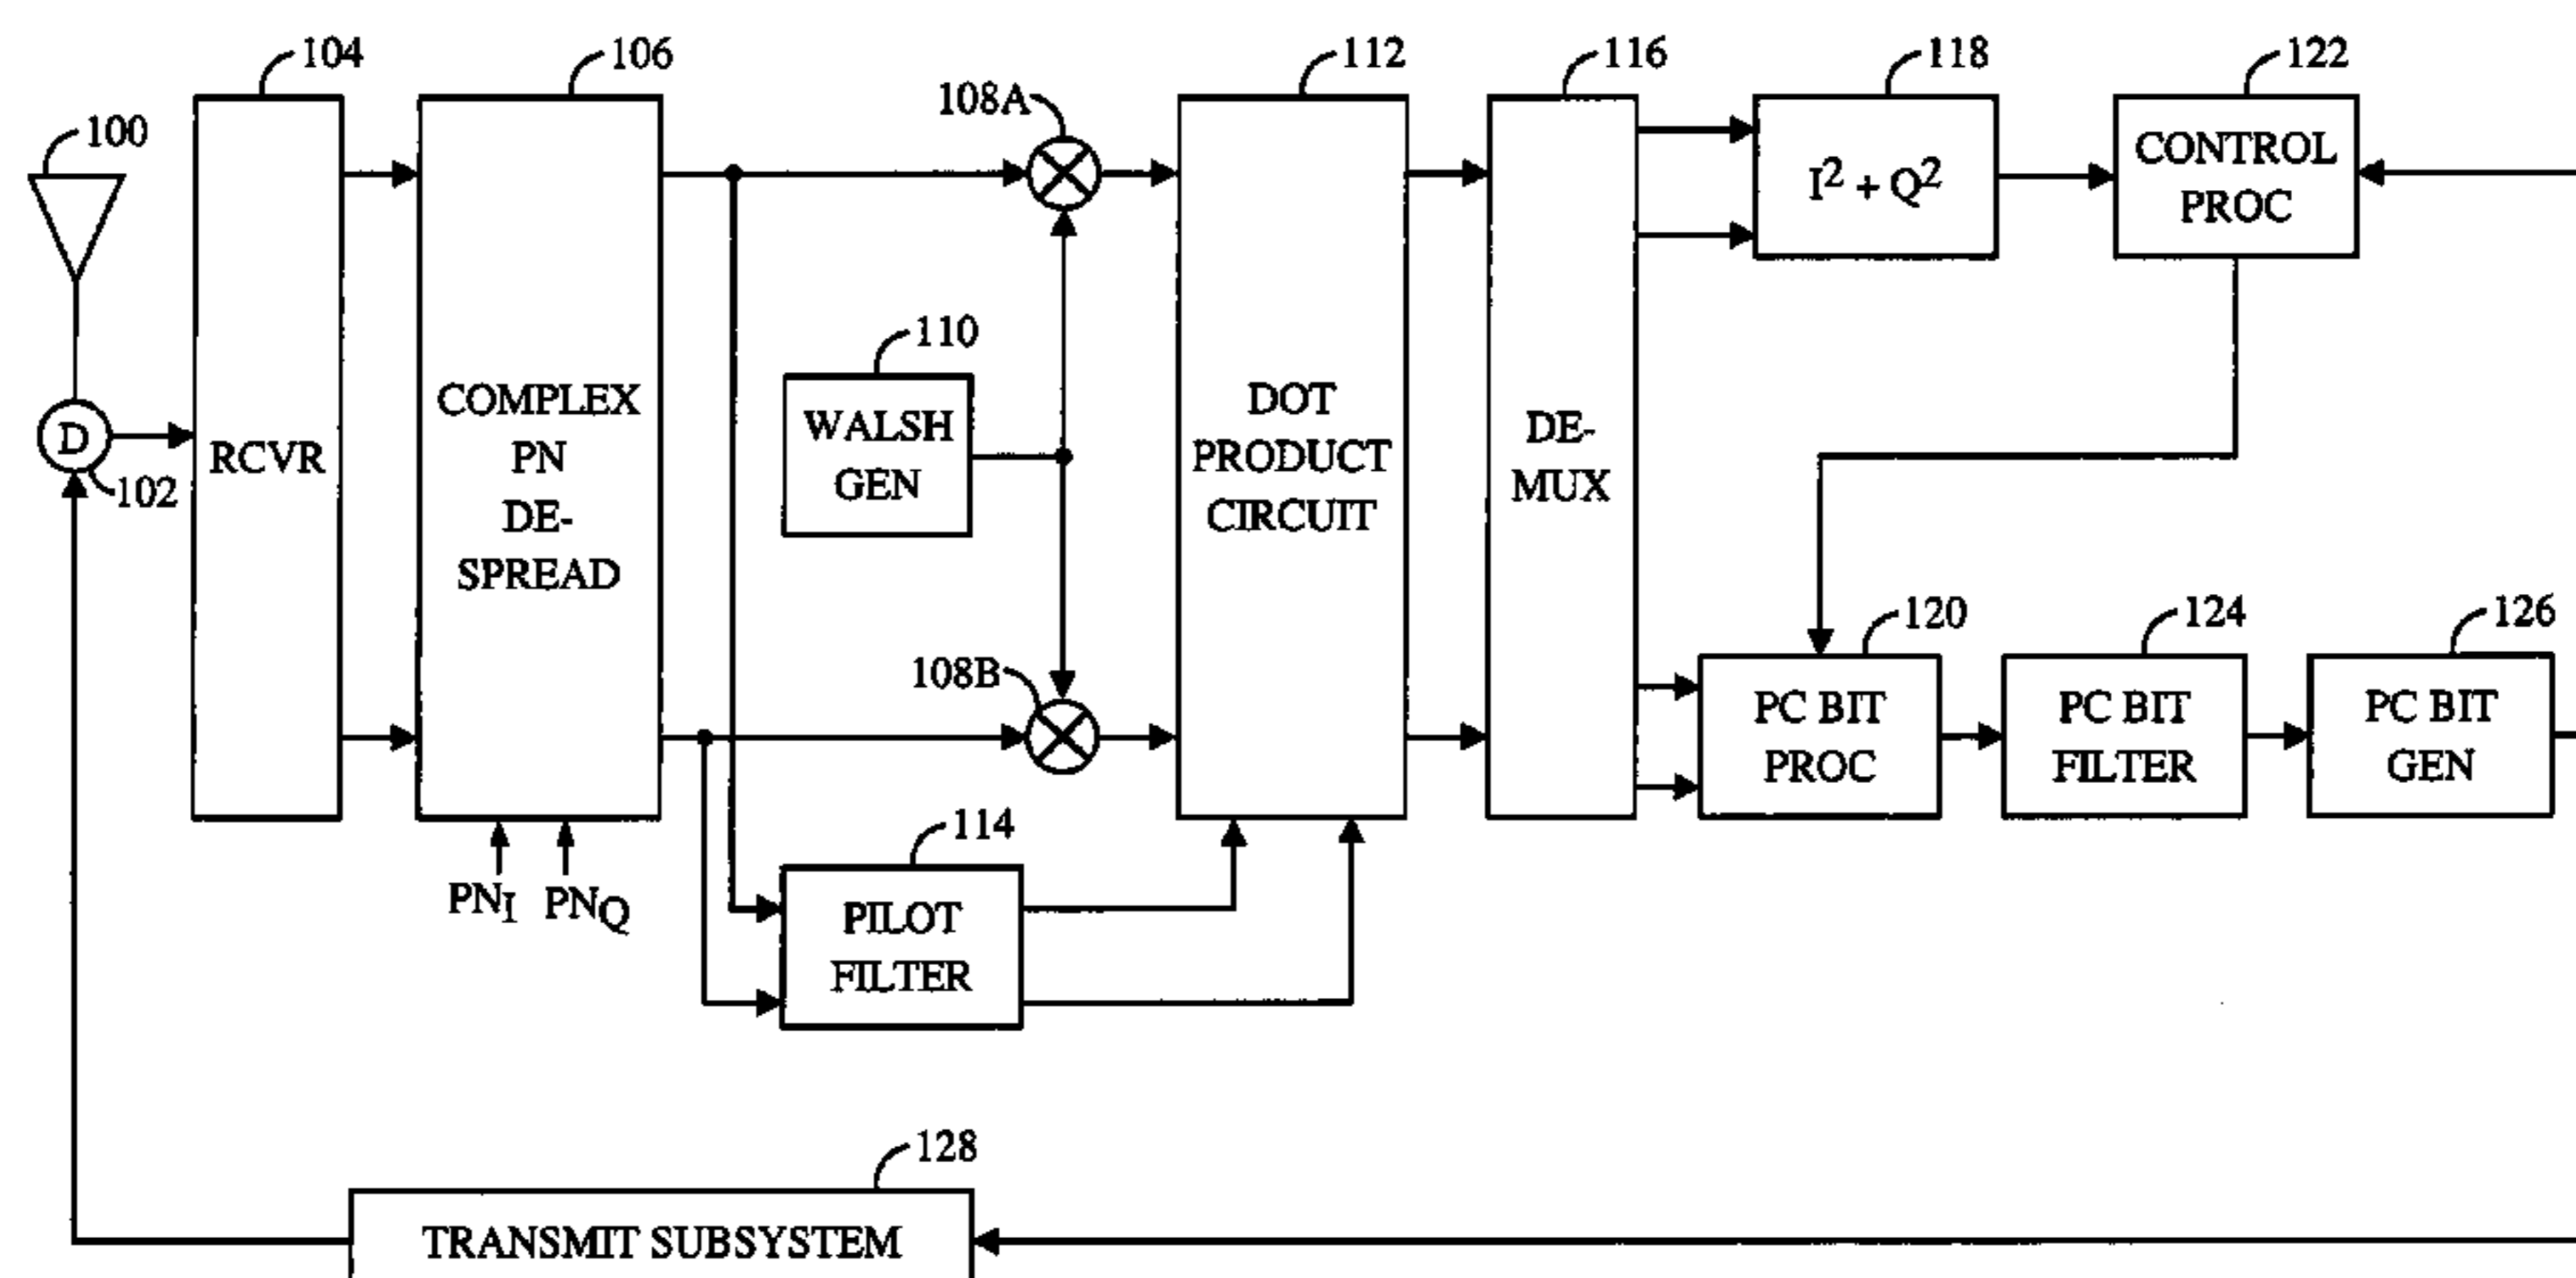 104
106
112
116
118
122
108A
100
CONTROL
PROC
I² + Q²
110
WALSH
GEN
COMPLEX
PN
DE-
SPREAD
DOT
PRODUCT
CIRCUIT
DE-
MUX
RCVR
D
102
120
124
126
108B
PC BIT
PROC
PC BIT
FILTER
PC BIT
GEN
114
PN_I PN_Q
PILOT
FILTER
128
TRANSMIT SUBSYSTEM